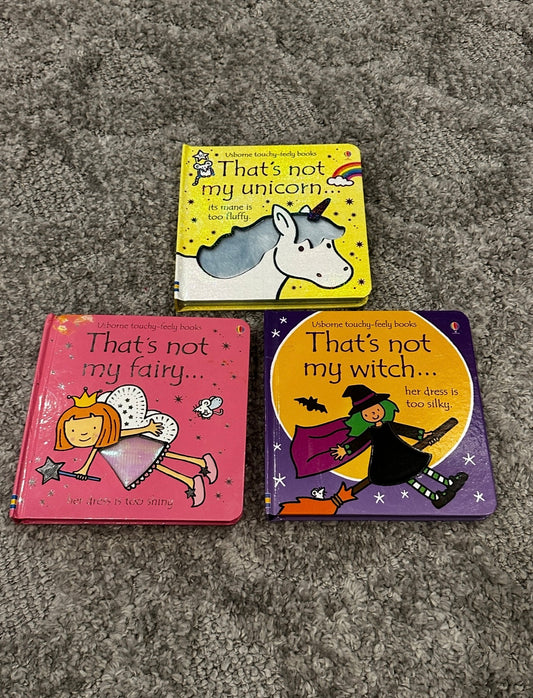 Usborne touchy-feely books
That's not
my unicorn...
its mane is
too fluffy.
Usborne touchy-feely books
That's not
my fairy...
her dress is too shiny.
Usborne touchy-feely books
That's not
my witch...
her dress is
too silky.